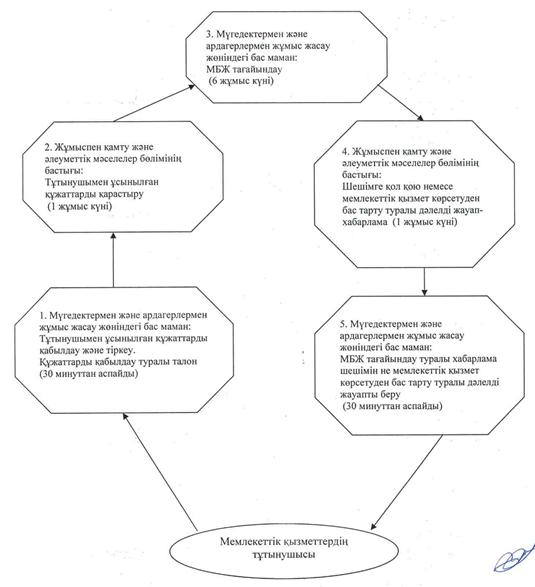 3. Мүгедектермен және
ардагерлермен жұмыс жасау
жөніндегі бас маман:
МБЖ тағайындау
(6 жұмыс күні)
2. Жұмыспен қамту және
әлеуметтік мәселелер бөлімінің
бастығы:
Тұтынушымен ұсынылған
құжаттарды қарастыру
(1 жұмыс күні)
4. Жұмыспен қамту және
әлеуметтік мәселелер бөлімінің
бастығы:
Шешімге қол қою немесе
мемлекеттік қызмет көрсетуден
бас тарту туралы дәлелді жауап-
хабарлама (1 жұмыс күні)
1. Мүгедектермен және ардагерлермен
жұмыс жасау жөніндегі бас маман:
Тұтынушымен ұсынылған құжаттарды
қабылдау және тіркеу.
Құжаттарды қабылдау туралы талон
(30 минуттан аспайды)
5. Мүгедектермен және
ардагерлермен жұмыс жасау
жөніндегі бас маман:
МБЖ тағайындау туралы хабарлама
шешімін не мемлекеттік қызмет
көрсетуден бас тарту туралы дәлелді
жауапты беру
(30 минуттан аспайды)
Мемлекеттік қызметтердің
тұтынушысы